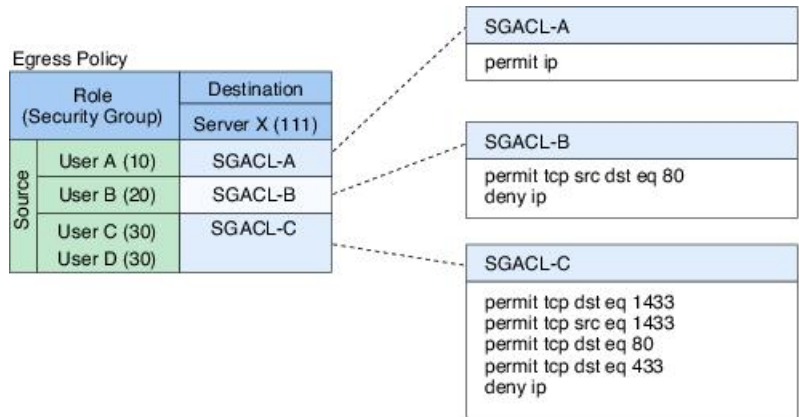 Egress Policy
Role
(Security Group)
Destination
Server X (111)
Source
User A (10)
SGACL-A
User B (20)
SGACL-B
User C (30)
User D (30)
SGACL-C
SGACL-A
permit ip
SGACL-B
permit tcp src dst eq 80
deny ip
SGACL-C
permit tcp dst eq 1433
permit tcp src eq 1433
permit tcp dst eq 80
permit tcp dst eq 433
deny ip